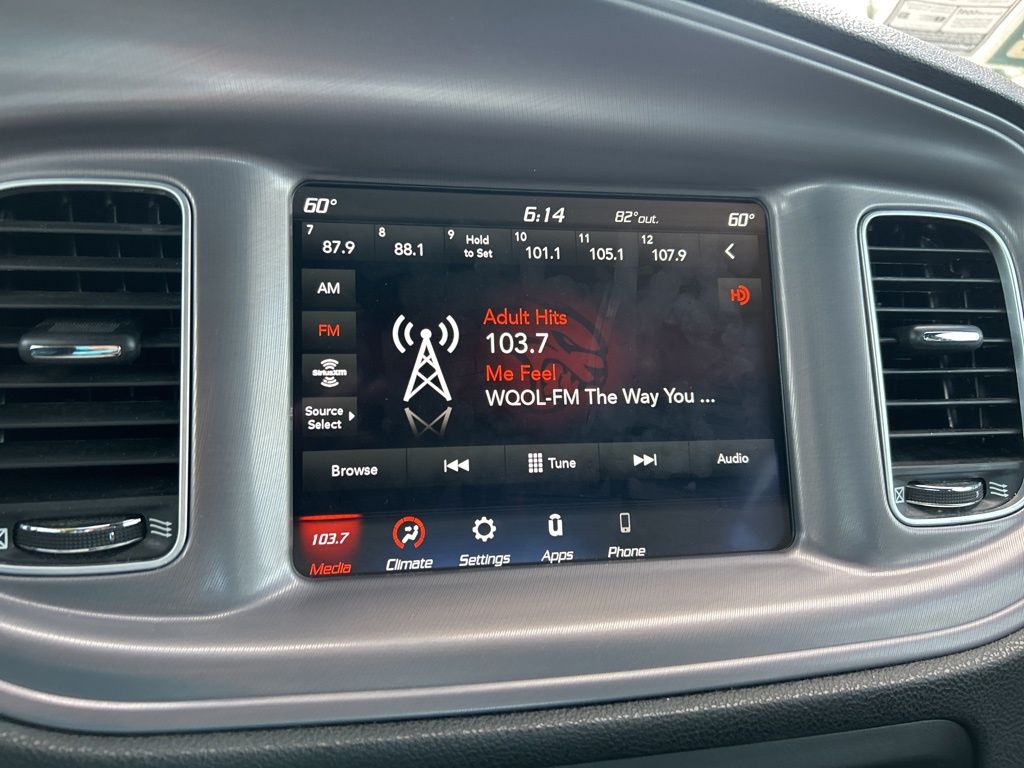 60°
6:14
82°out.
60°
7
87.9
8
88.1
9
Hold
to Set
10
101.1
11
105.1
12
107.9
AM
HD
FM
SiriusXM
Source
Select
Adult Hits
103.7
Me Feel
WQOL-FM The Way You ...
Browse
Tune
Audio
103.7
Media
Climate
Settings
Apps
Phone